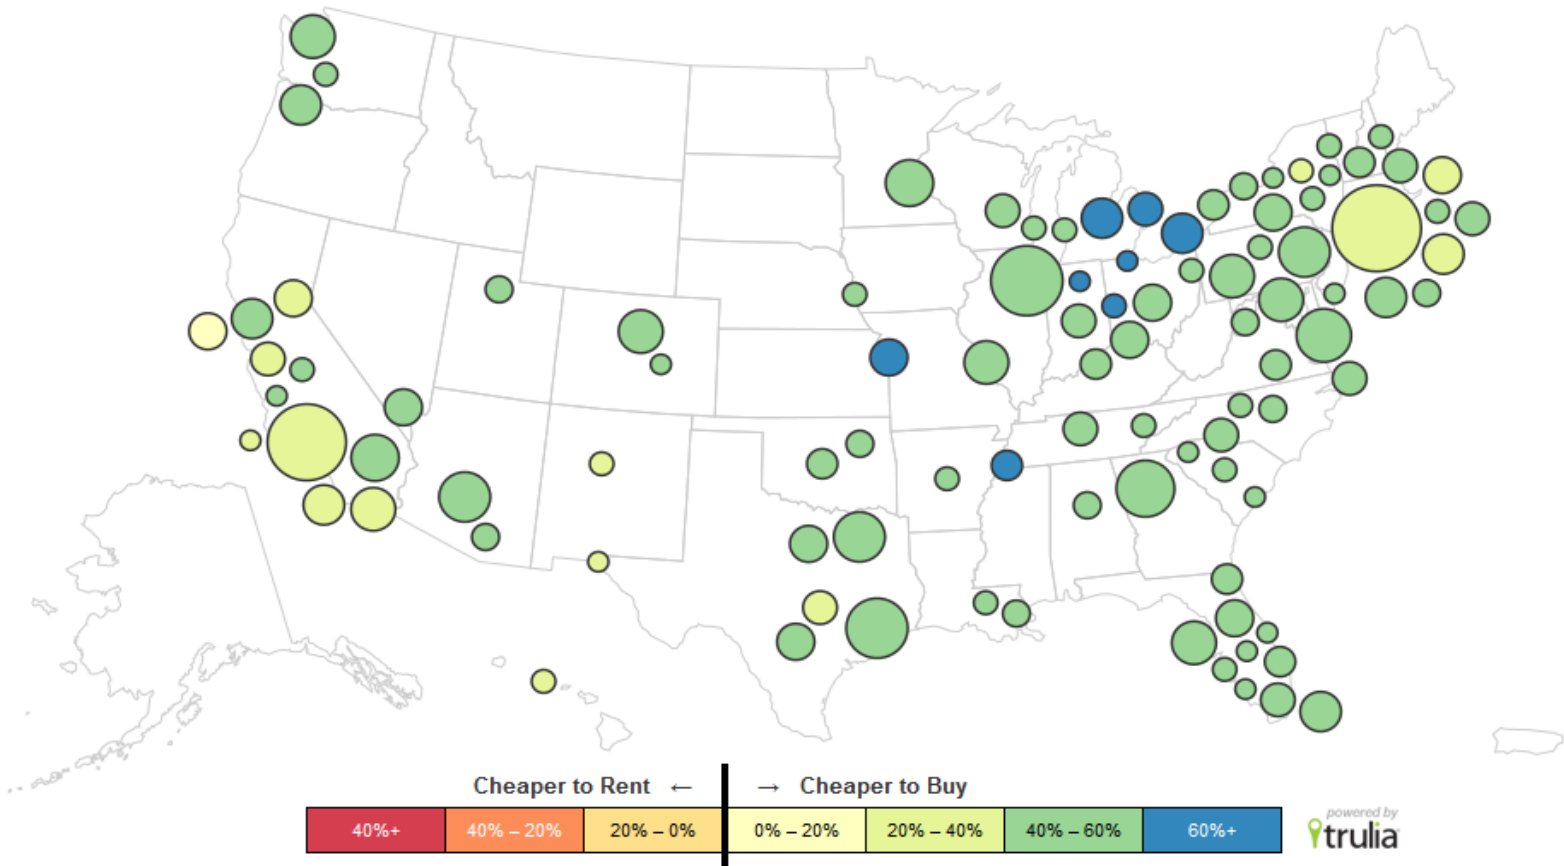 Cheaper to Rent ← → Cheaper to Buy
40%+ 40% – 20% 20% – 0% 0% – 20% 20% – 40% 40% – 60% 60%+
powered by
trulia